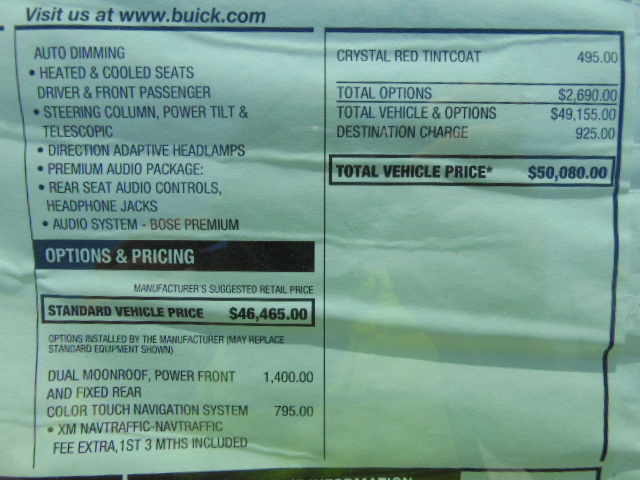 Visit us at www.buick.com
AUTO DIMMING
• HEATED & COOLED SEATS
DRIVER & FRONT PASSENGER
• STEERING COLUMN, POWER TILT &
TELESCOPIC
• DIRECTION ADAPTIVE HEADLAMPS
• PREMIUM AUDIO PACKAGE:
• REAR SEAT AUDIO CONTROLS,
HEADPHONE JACKS
• AUDIO SYSTEM - BOSE PREMIUM
OPTIONS & PRICING
MANUFACTURER'S SUGGESTED RETAIL PRICE
STANDARD VEHICLE PRICE $46,465.00
OPTIONS INSTALLED BY THE MANUFACTURER (MAY REPLACE
STANDARD EQUIPMENT SHOWN)
DUAL MOONROOF, POWER FRONT 1,400.00
AND FIXED REAR
COLOR TOUCH NAVIGATION SYSTEM 795.00
• XM NAVTRAFFIC-NAVTRAFFIC
FEE EXTRA,1ST 3 MTHS INCLUDED
CRYSTAL RED TINTCOAT 495.00
TOTAL OPTIONS $2,690.00
TOTAL VEHICLE & OPTIONS $49,155.00
DESTINATION CHARGE 925.00
TOTAL VEHICLE PRICE* $50,080.00
INFORMATION